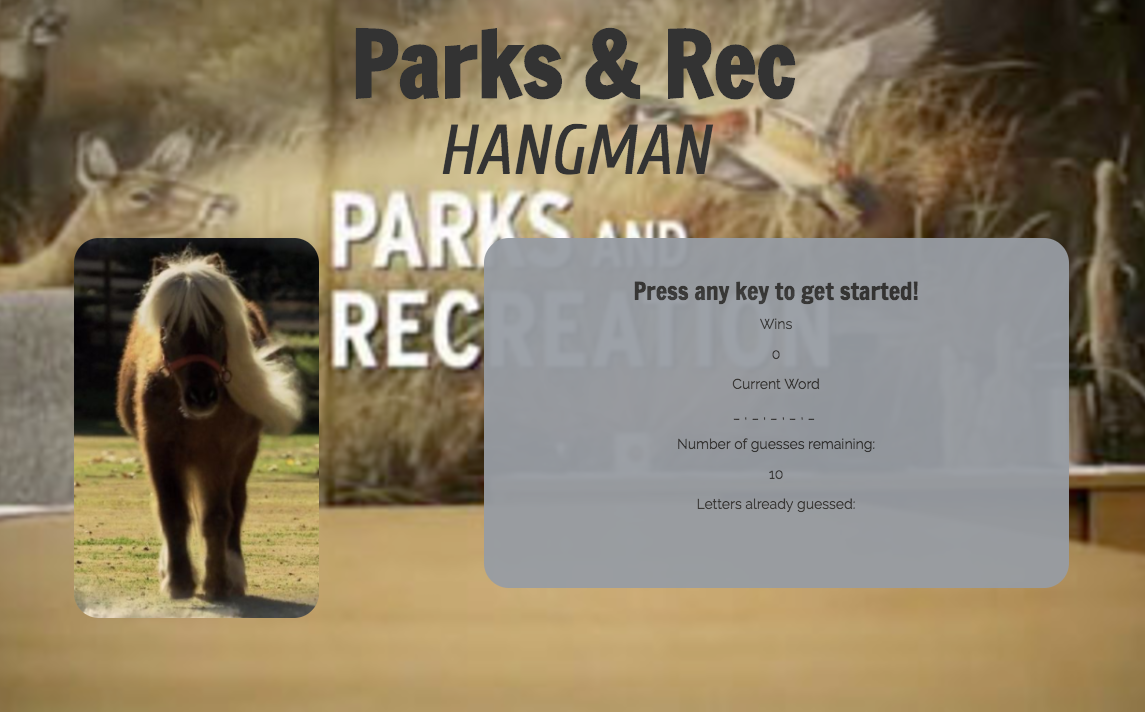 Parks & Rec
HANGMAN
PARKS AND
RECREATION
Press any key to get started!
Wins
0
Current Word
_,_,_,_,_
Number of guesses remaining:
10
Letters already guessed: